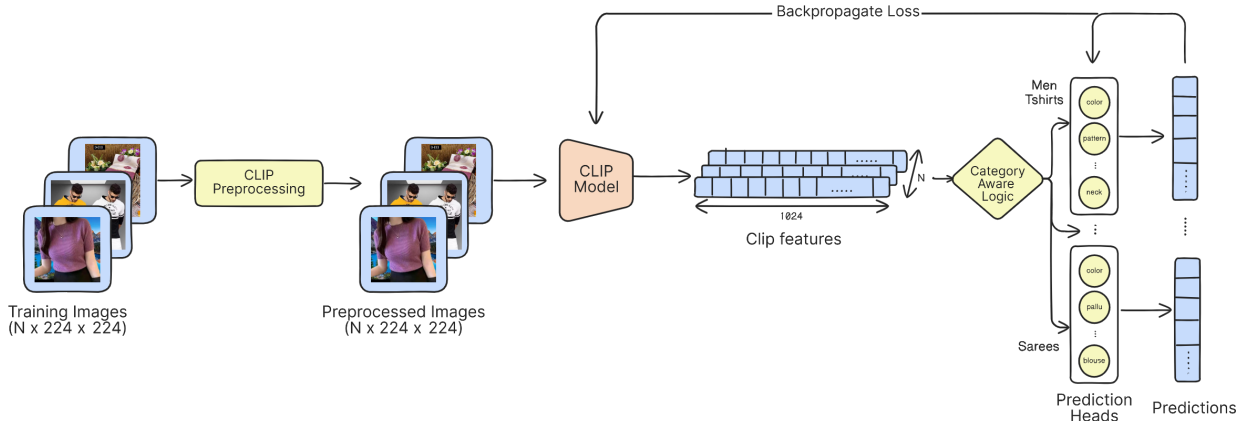 Backpropagate Loss
Men
Tshirts
color
pattern
neck
CLIP
Preprocessing
CLIP
Model
N
Category
Aware
Logic
1024
Clip features
color
pallu
blouse
Sarees
Training Images
(N x 224 x 224)
Preprocessed Images
(N x 224 x 224)
Prediction
Heads
Predictions